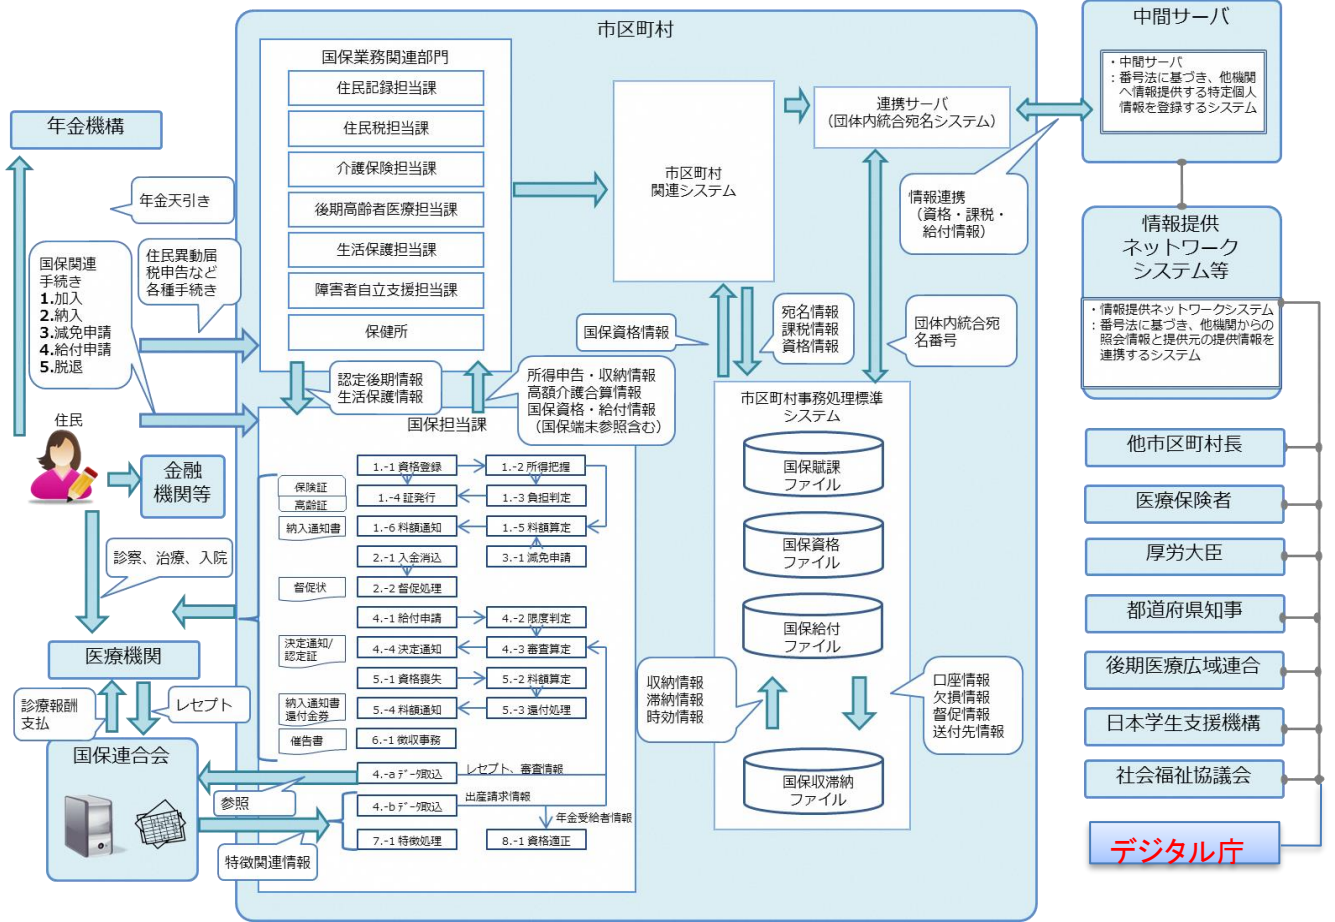 市区町村
中間サーバ
・中間サーバ
：番号法に基づき、他機関
へ情報提供する特定個人
情報を登録するシステム
国保業務関連部門
住民記録担当課
住民税担当課
介護保険担当課
後期高齢者医療担当課
生活保護担当課
障害者自立支援担当課
保健所
市区町村
関連システム
連携サーバ
（団体内統合宛名システム）
情報連携
（資格・課税・
給付情報）
情報提供
ネットワーク
システム等
・情報提供ネットワークシステム
：番号法に基づき、他機関からの
照会情報と提供元の提供情報を
連携するシステム
年金機構
年金天引き
国保関連
手続き
1.加入
2.納入
3.減免申請
4.給付申請
5.脱退
住民異動届
税申告など
各種手続き
住民
金融
機関等
診察、治療、入院
医療機関
診療報酬
支払
レセプト
国保連合会
参照
特徴関連情報
認定後期情報
生活保護情報
所得申告・収納情報
高額介護合算情報
国保資格・給付情報
（国保端末参照含む）
国保資格情報
宛名情報
課税情報
資格情報
団体内統合宛
名番号
国保担当課
1.-1 資格登録
1.-2 所得把握
保険証
高齢証
1.-4 証発行
1.-3 負担判定
納入通知書
1.-6 料額通知
1.-5 料額算定
2.-1 入金消込
3.-1 減免申請
督促状
2.-2 督促処理
4.-1 給付申請
4.-2 限度判定
決定通知/
認定証
4.-4 決定通知
4.-3 審査算定
5.-1 資格喪失
5.-2 料額算定
納入通知書
還付金券
5.-4 料額通知
5.-3 還付処理
催告書
6.-1 徴収事務
4.-a ﾃﾞｰﾀ取込
レセプト、審査情報
4.-b ﾃﾞｰﾀ取込
出産請求情報
年金受給者情報
7.-1 特徴処理
8.-1 資格適正
市区町村事務処理標準
システム
国保賦課
ファイル
国保資格
ファイル
国保給付
ファイル
収納情報
滞納情報
時効情報
口座情報
欠損情報
督促情報
送付先情報
国保収滞納
ファイル
他市区町村長
医療保険者
厚労大臣
都道府県知事
後期医療広域連合
日本学生支援機構
社会福祉協議会
デジタル庁